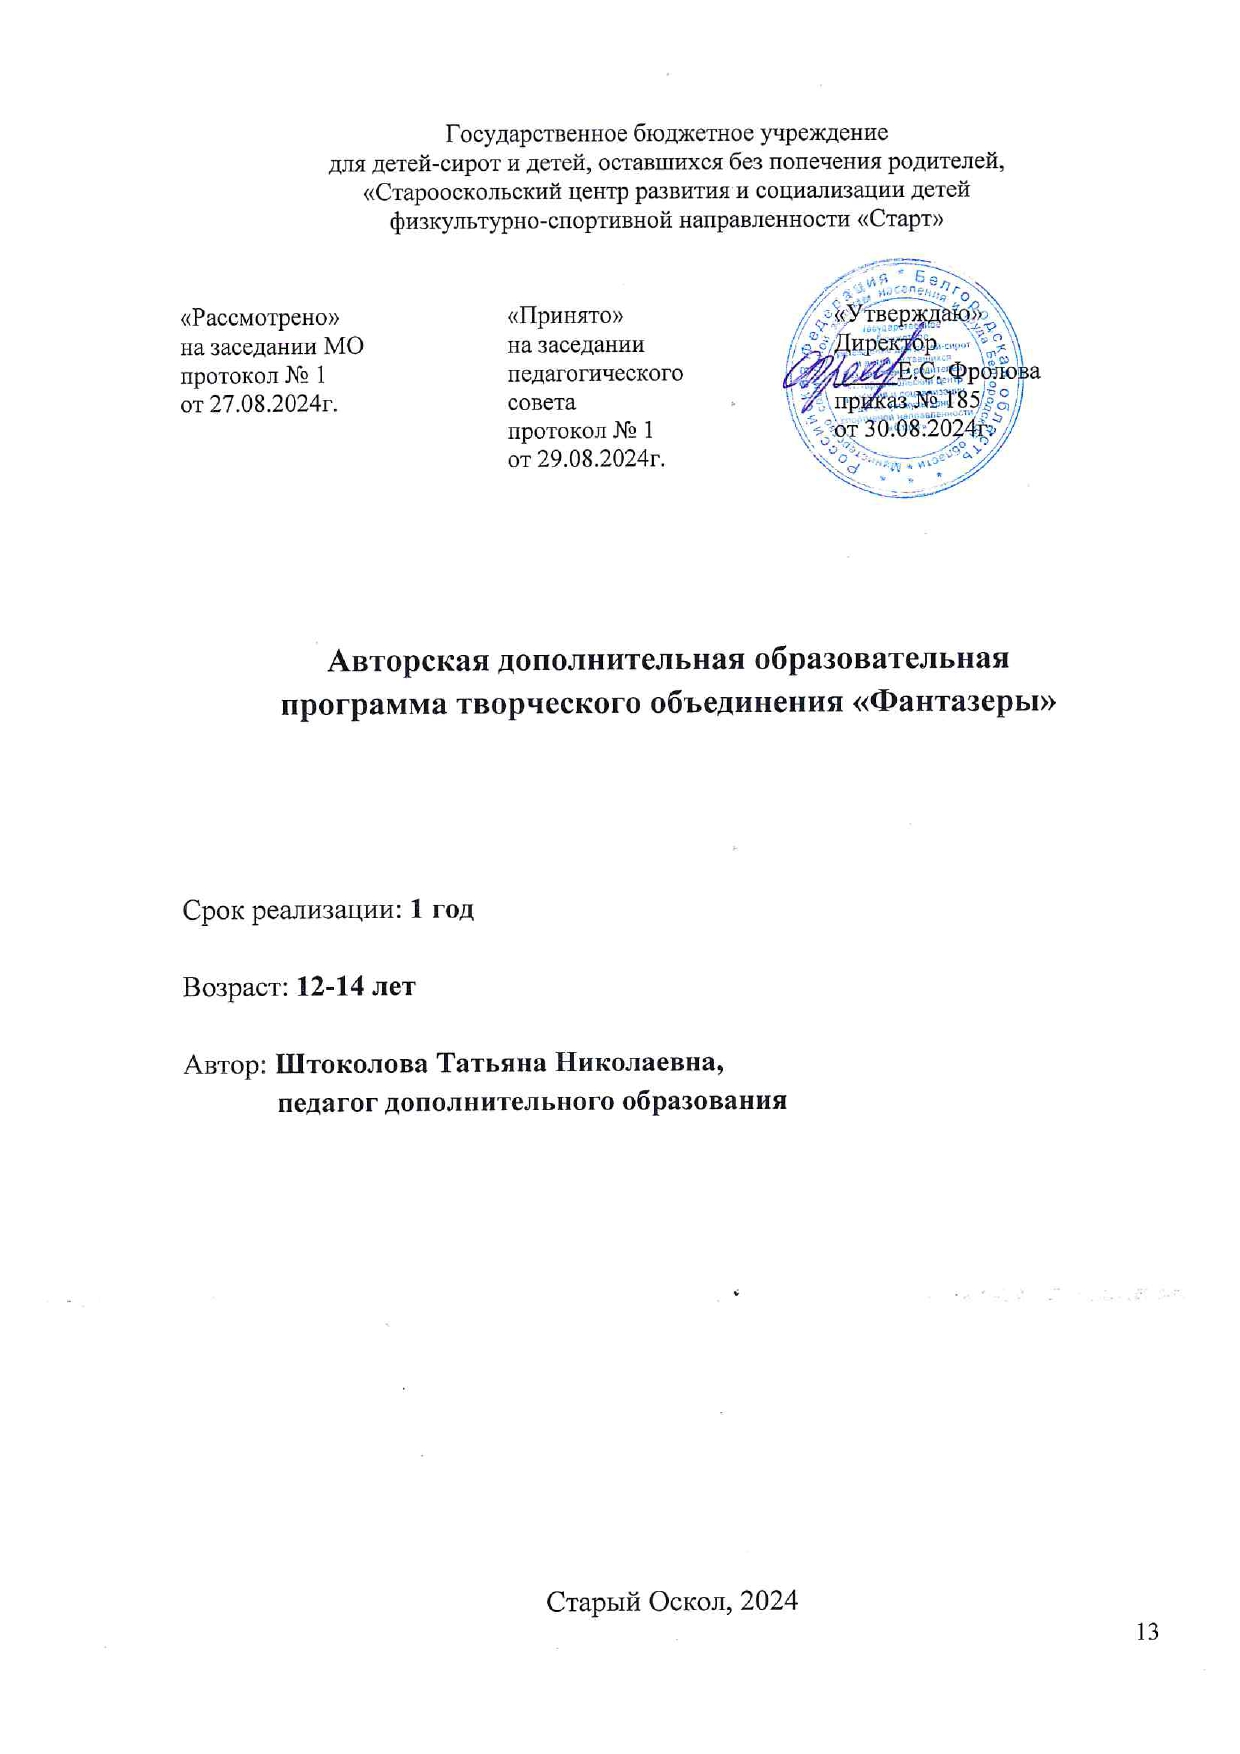 Государственное бюджетное учреждение
для детей-сирот и детей, оставшихся без попечения родителей,
«Старооскольский центр развития и социализации детей
физкультурно-спортивной направленности «Старт»
«Рассмотрено»
на заседании МО
протокол № 1
от 27.08.2024г.
«Принято»
на заседании
педагогического
совета
протокол № 1
от 29.08.2024г.
«Утверждаю»
Директор
Е.С. Фролова
приказ № 185
от 30.08.2024г.
Российская Федерация * Белгородская область
Авторская дополнительная образовательная
программа творческого объединения «Фантазеры»
Срок реализации: 1 год
Возраст: 12-14 лет
Автор: Штоколова Татьяна Николаевна,
педагог дополнительного образования
Старый Оскол, 2024
13